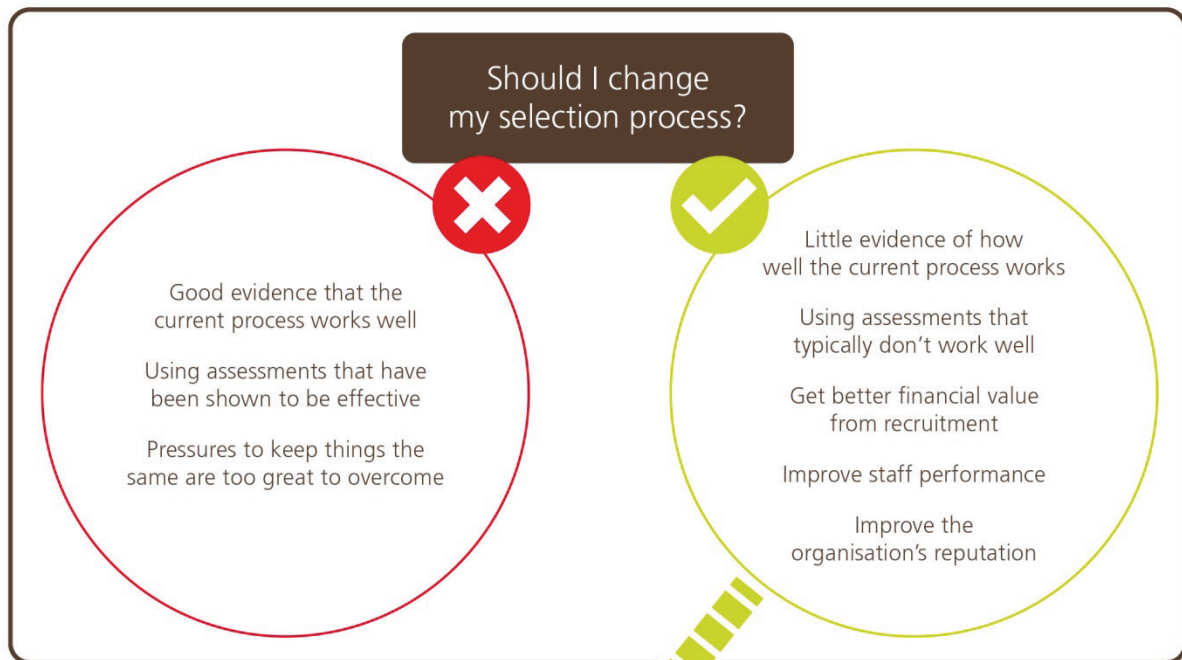 Should I change
my selection process?
Good evidence that the
current process works well
Using assessments that have
been shown to be effective
Pressures to keep things the
same are too great to overcome
Little evidence of how
well the current process works
Using assessments that
typically don’t work well
Get better financial value
from recruitment
Improve staff performance
Improve the
organisation’s reputation